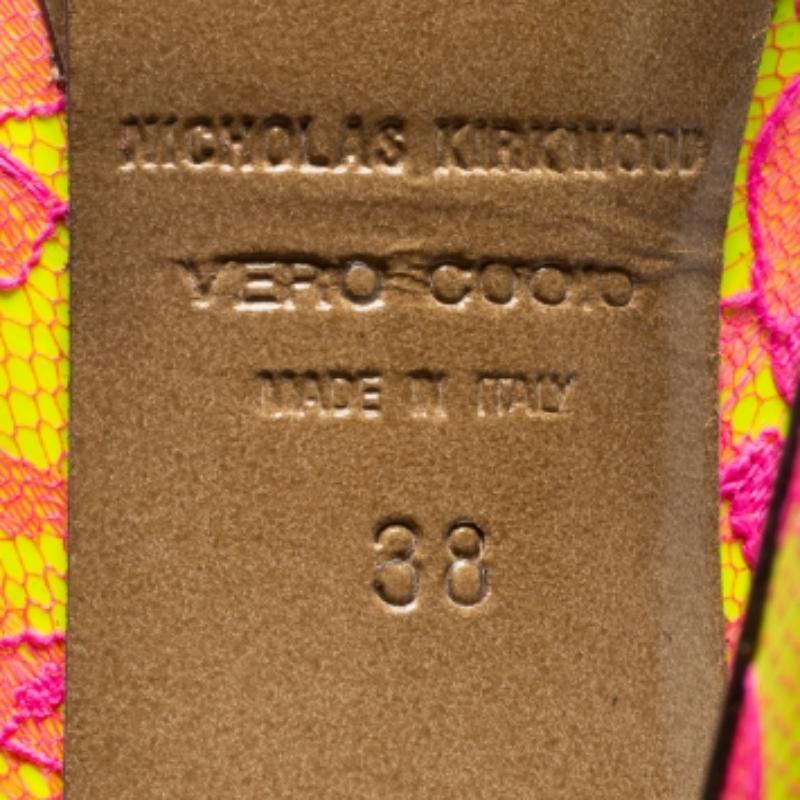 NICHOLAS KIRKWOOD
VERO CUOIO
MADE IN ITALY
38